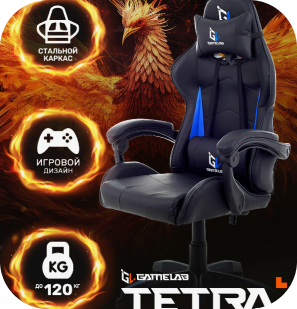 СТАЛЬНОЙ
КАРКАС
ИГРОВОЙ
ДИЗАЙН
KG
ДО 120 КГ
GAMELAB
TETRA